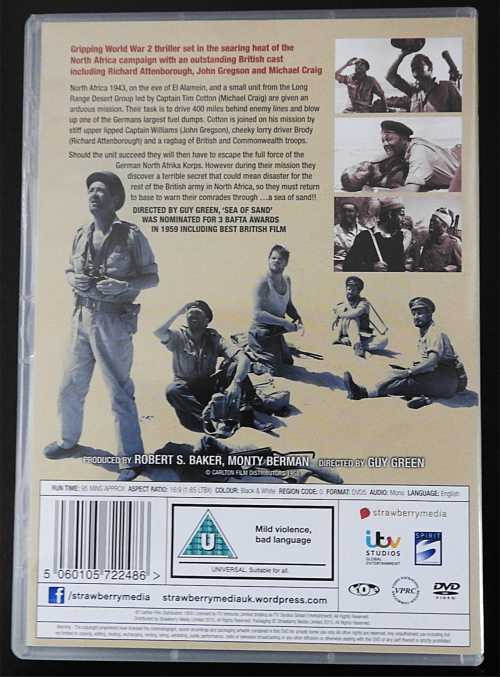 Gripping World War 2 thriller set in the searing heat of the
North Africa campaign with an outstanding British cast
including Richard Attenborough, John Gregson and Michael Craig
North Africa 1943, on the eve of El Alamein, and a small unit from the Long
Range Desert Group led by Captain Tim Cotton (Michael Craig) are given an
arduous mission. Their task is to drive 400 miles behind enemy lines and blow
up one of the Germans largest fuel dumps. Cotton is joined on his mission by
stiff upper lipped Captain Williams (John Gregson), cheeky lorry driver Brody
(Richard Attenborough) and a ragbag of British and Commonwealth troops.
Should the unit succeed they will then have to escape the full force of the
German North Afrika Korps. However during their mission they
discover a terrible secret that could mean disaster for the
rest of the British army in North Africa, so they must return
to base to warn their comrades through ...a sea of sand!!
DIRECTED BY GUY GREEN, 'SEA OF SAND'
WAS NOMINATED FOR 3 BAFTA AWARDS
IN 1959 INCLUDING BEST BRITISH FILM
PRODUCED BY ROBERT S. BAKER, MONTY BERMAN DIRECTED BY GUY GREEN
© CARLTON FILM DISTRIBUTORS 1958
RUN TIME: 95 MINS APPROX ASPECT RATIO: 16:9 (1.85 LTBX) COLOUR: Black & White REGION CODE: 0 FORMAT: DVD5 AUDIO: Mono LANGUAGE: English
strawberrymedia
U
Mild violence,
bad language
UNIVERSAL Suitable for all.
itv
STUDIOS
GLOBAL
ENTERTAINMENT
SPIRIT
5 060105 722486 >
f /strawberrymedia
strawberrymediauk.wordpress.com
VPRC
DVD
VIDEO